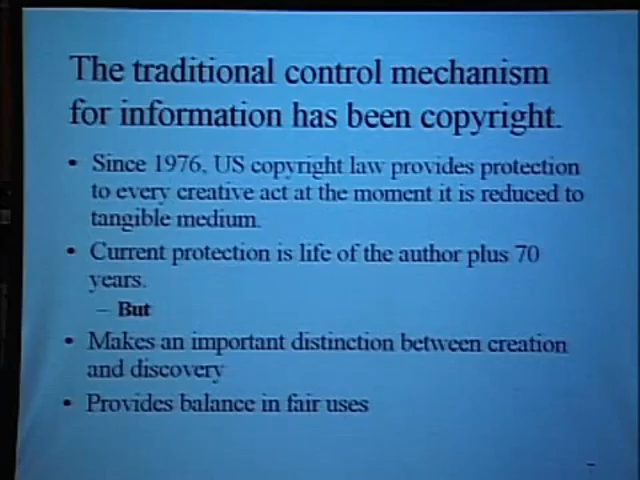 The traditional control mechanism
for information has been copyright.
• Since 1976, US copyright law provides protection
to every creative act at the moment it is reduced to
tangible medium.
• Current protection is life of the author plus 70
years.
– But
• Makes an important distinction between creation
and discovery
• Provides balance in fair uses